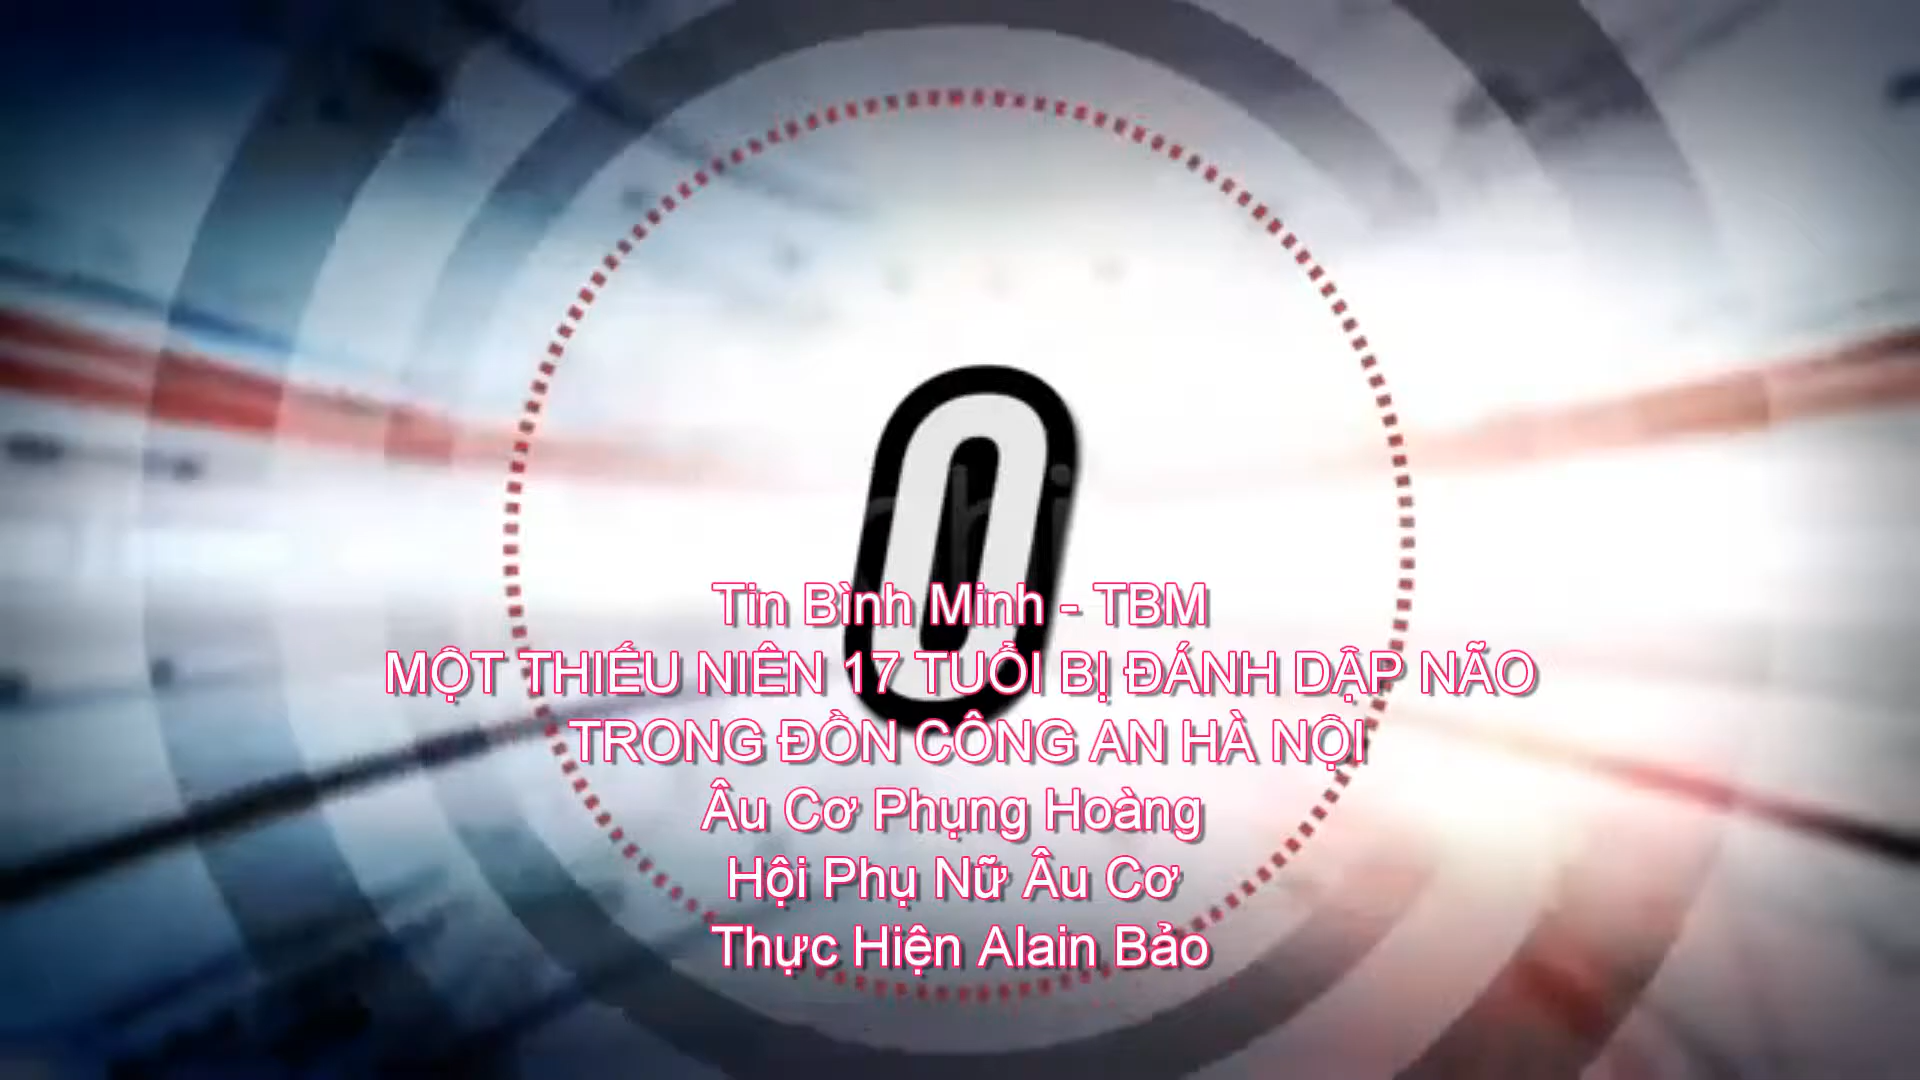 0
Tin Bình Minh - TBM
MỘT THIẾU NIÊN 17 TUỔI BỊ ĐÁNH DẬP NÃO
TRONG ĐỒN CÔNG AN HÀ NỘI
Âu Cơ Phụng Hoàng
Hội Phụ Nữ Âu Cơ
Thực Hiện Alain Bảo